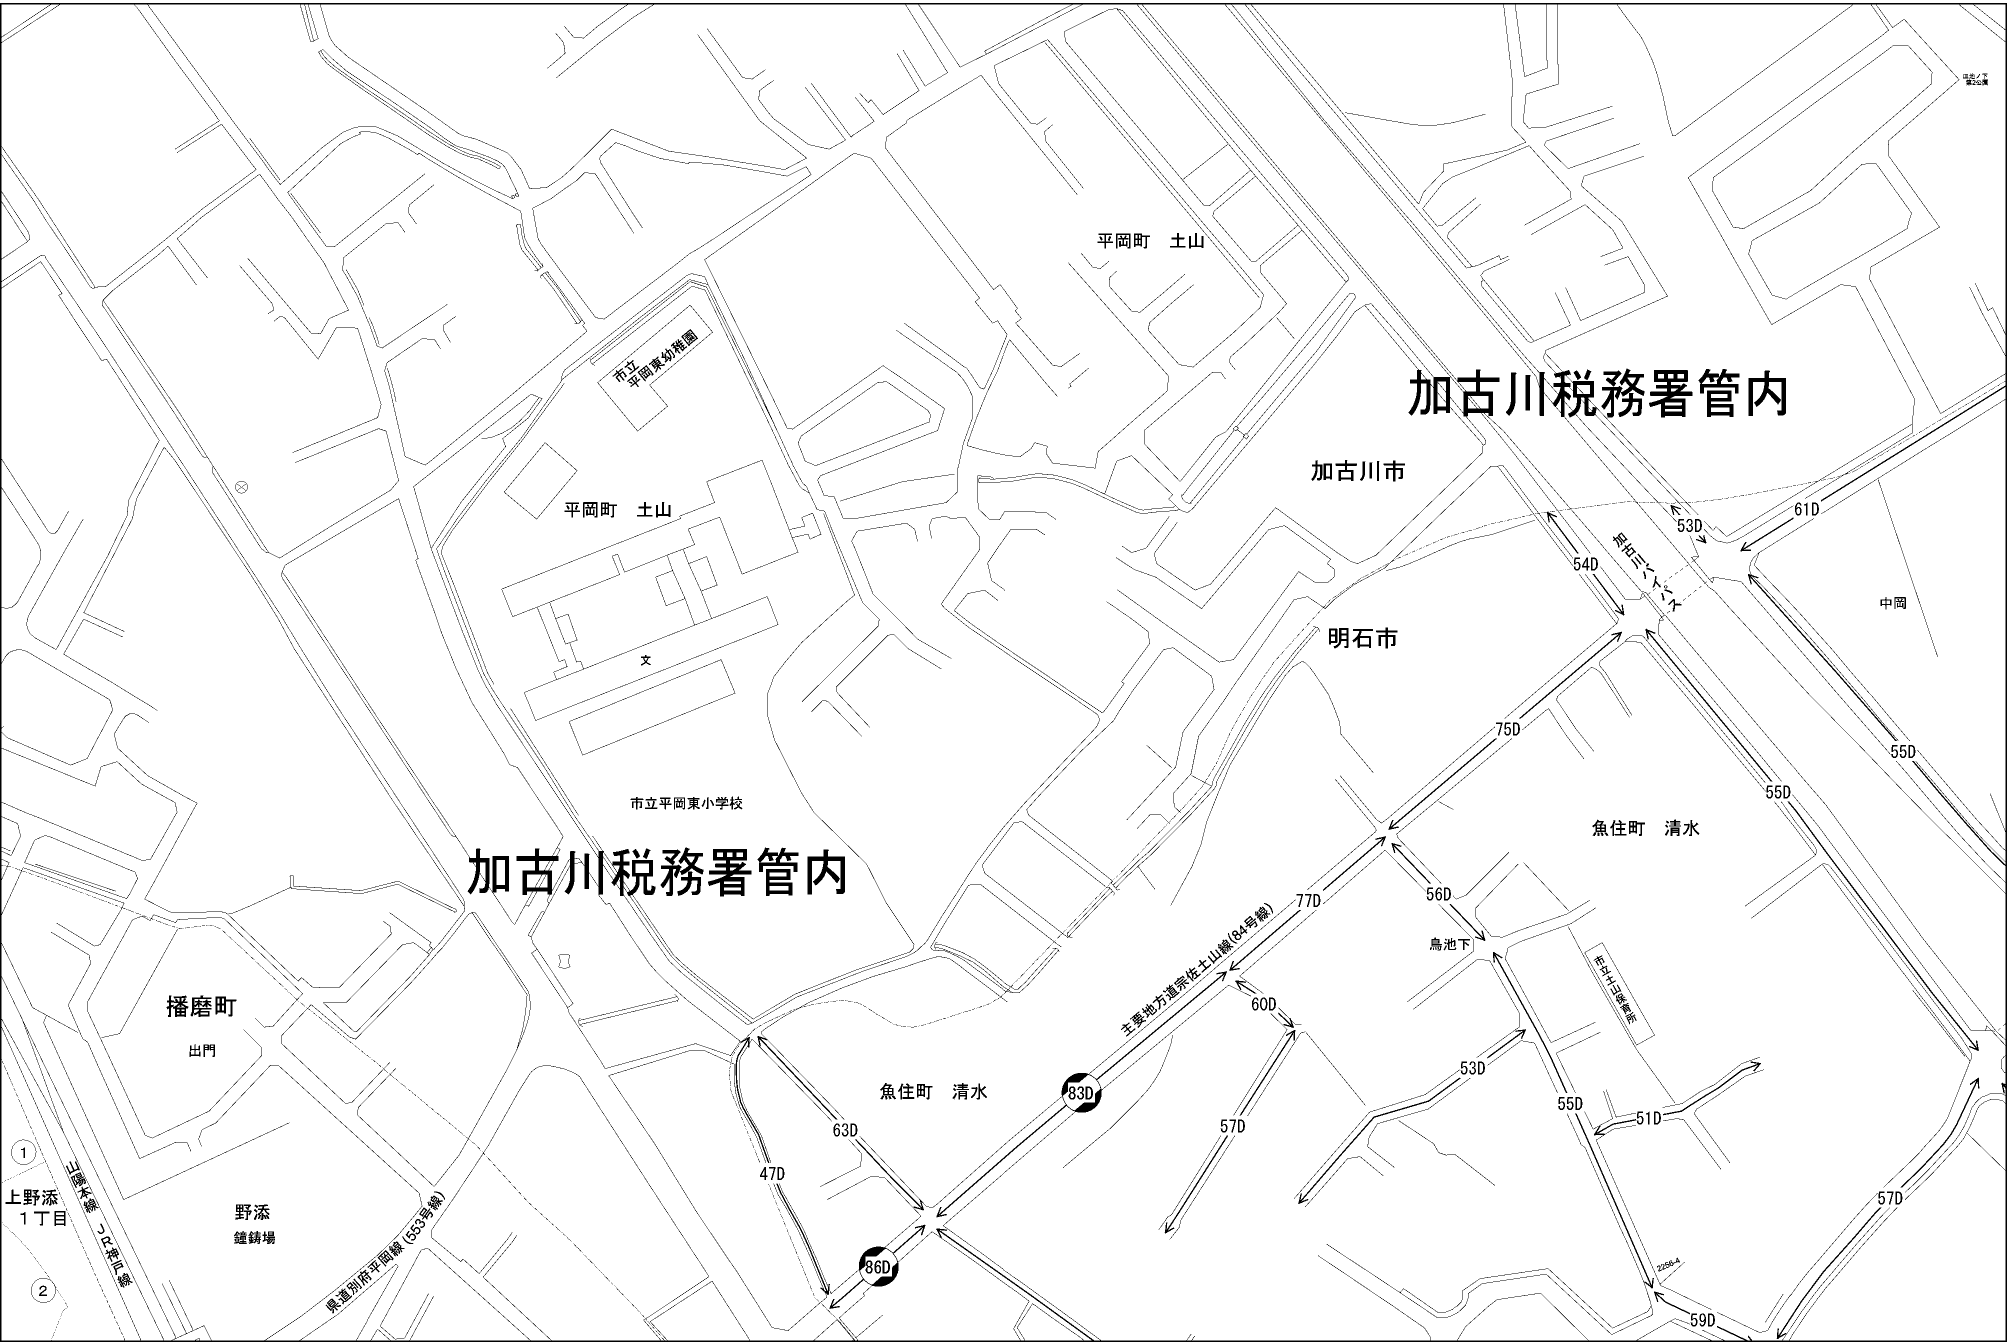 皿池ノ下
第2公園
平岡町　土山
市立
平岡東幼稚園
加古川税務署管内
加古川市
平岡町　土山
53D
61D
加古川バイパス
54D
中岡
明石市
文
75D
55D
55D
市立平岡東小学校
魚住町　清水
加古川税務署管内
77D
56D
主要地方道宗佐土山線(84号線)
鳥池下
市立土山保育所
播磨町
60D
出門
魚住町　清水
83D
53D
55D
51D
63D
57D
47D
1
山陽本線　JR神戸線
上野添
1丁目
57D
野添
鐘鋳場
県道別府平岡線(553号線)
86D
2256-4
2
59D